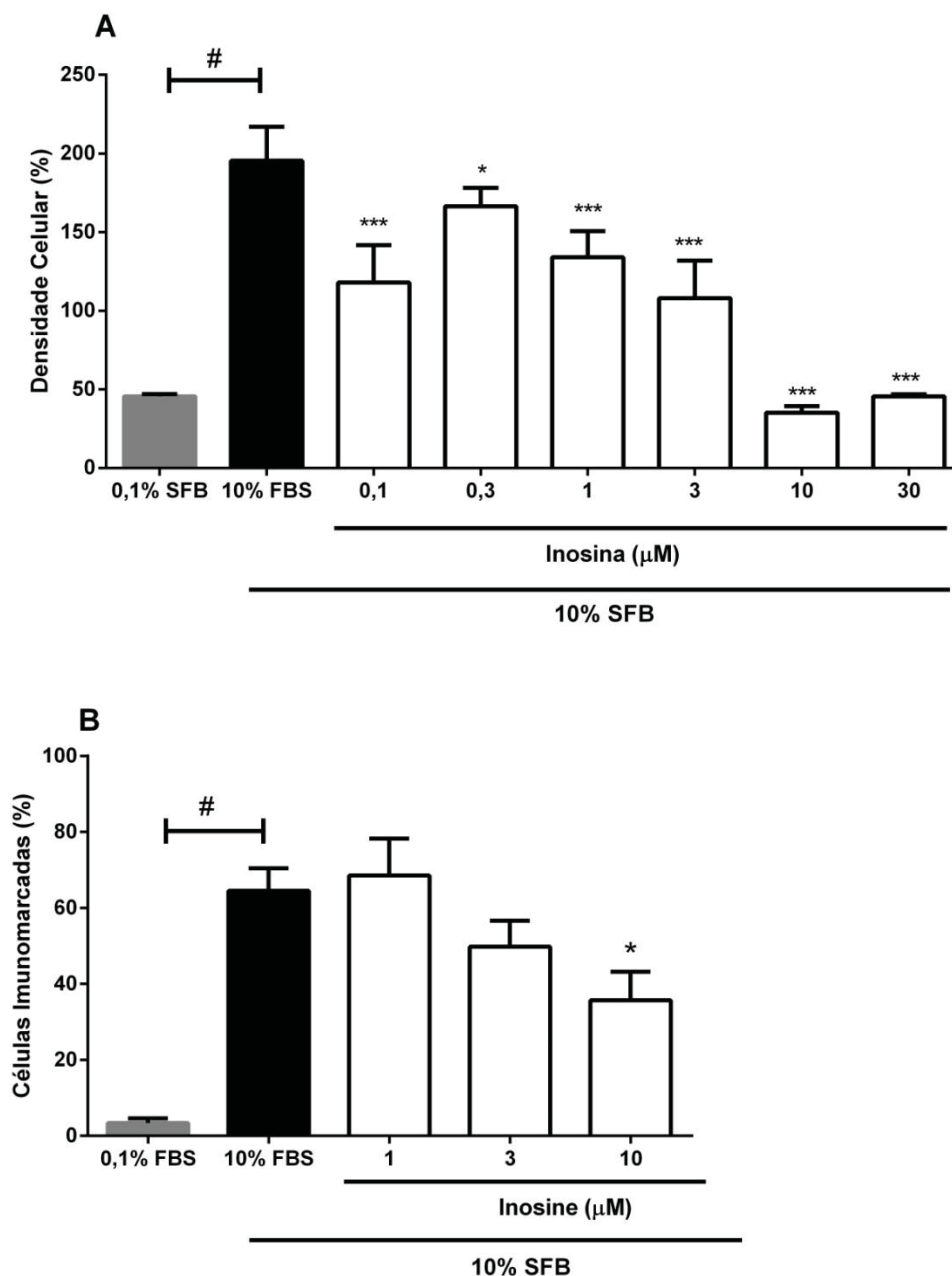 A
#
250
200
150
100
50
0
Densidade Celular (%)
***
*
***
***
***
***
0,1% SFB 10% FBS 0,1 0,3 1 3 10 30
Inosina (μM)
10% SFB
B
100
80
60
40
20
0
Células Imunomarcadas (%)
#
*
0,1% FBS 10% FBS 1 3 10
Inosine (μM)
10% SFB